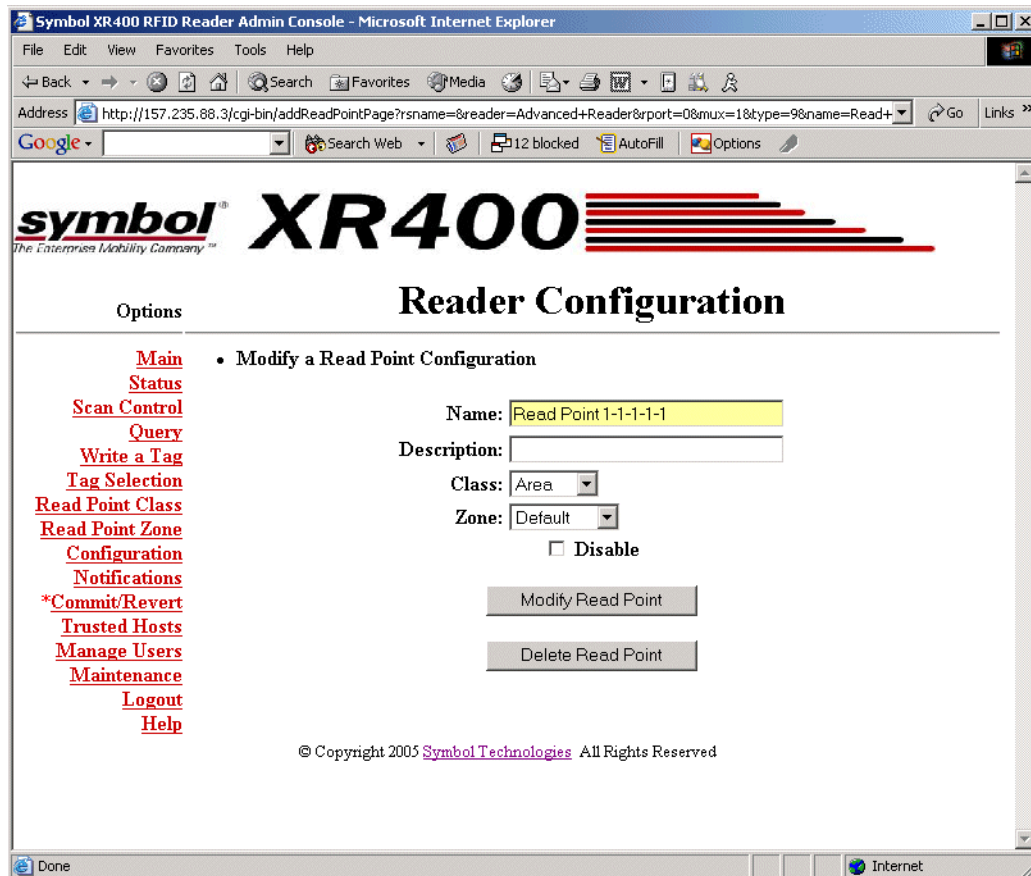 Symbol XR400 RFID Reader Admin Console - Microsoft Internet Explorer
File Edit View Favorites Tools Help
Back Search Favorites Media
Address http://157.235.88.3/cgi-bin/addReadPointPage?rsname=&reader=Advanced+Reader&rport=0&mux=1&type=9&name=Read+ Go Links »
Google Search Web 12 blocked AutoFill Options
symbol® XR400
The Enterprise Mobility Company ™
Options
Reader Configuration
Main
Status
Scan Control
Query
Write a Tag
Tag Selection
Read Point Class
Read Point Zone
Configuration
Notifications
*Commit/Revert
Trusted Hosts
Manage Users
Maintenance
Logout
Help
• Modify a Read Point Configuration
Name: Read Point 1-1-1-1-1
Description:
Class: Area
Zone: Default
Disable
Modify Read Point
Delete Read Point
© Copyright 2005 Symbol Technologies All Rights Reserved
Done Internet